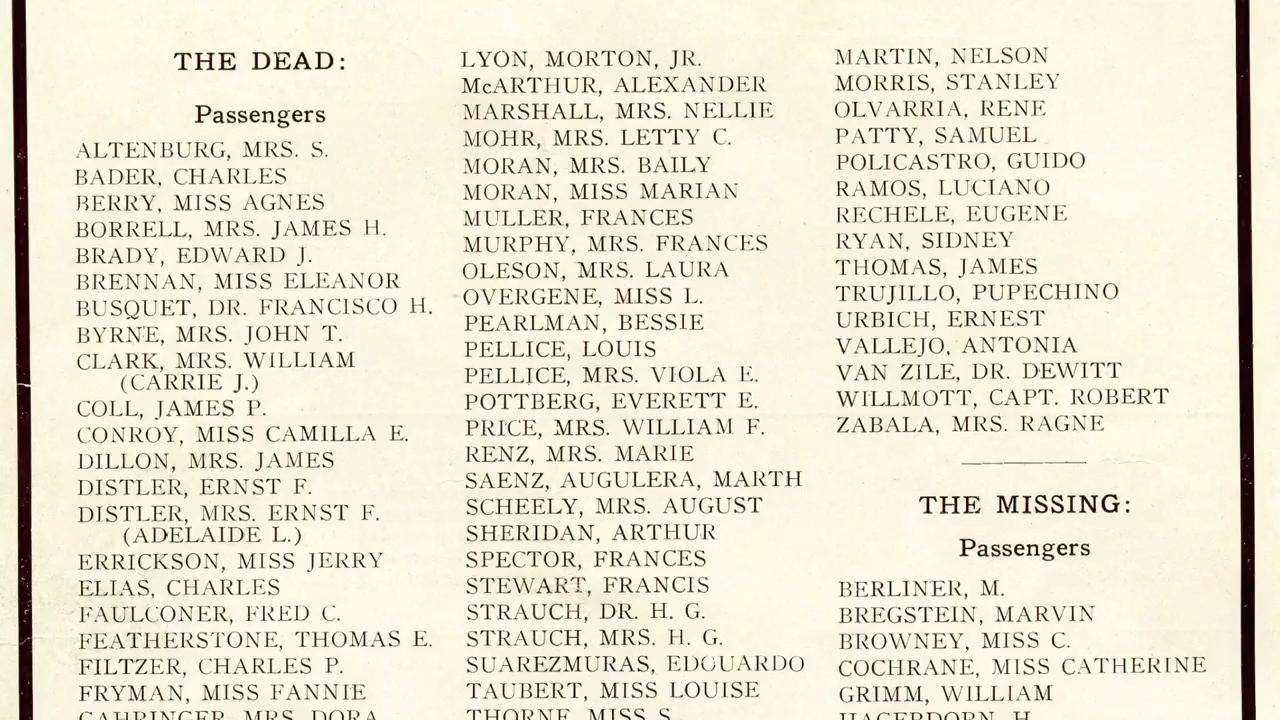 THE DEAD:
Passengers
ALTENBURG, MRS. S.
BADER, CHARLES
BERRY, MISS AGNES
BORRELL, MRS. JAMES H.
BRADY, EDWARD J.
BRENNAN, MISS ELEANOR
BUSQUET, DR. FRANCISCO H.
BYRNE, MRS. JOHN T.
CLARK, MRS. WILLIAM
(CARRIE J.)
COLL, JAMES P.
CONROY, MISS CAMILLA E.
DILLON, MRS. JAMES
DISTLER, ERNST F.
DISTLER, MRS. ERNST F.
(ADELAIDE L.)
ERRICKSON, MISS JERRY
ELIAS, CHARLES
FAULCONER, FRED C.
FEATHERSTONE, THOMAS E.
FILTZER, CHARLES P.
FRYMAN, MISS FANNIE
GAHRINGER, MRS. DORA
LYON, MORTON, JR.
McARTHUR, ALEXANDER
MARSHALL, MRS. NELLIE
MOHR, MRS. LETTY C.
MORAN, MRS. BAILY
MORAN, MISS MARIAN
MULLER, FRANCES
MURPHY, MRS. FRANCES
OLESON, MRS. LAURA
OVERGENE, MISS L.
PEARLMAN, BESSIE
PELLICE, LOUIS
PELLICE, MRS. VIOLA E.
POTTBERG, EVERETT E.
PRICE, MRS. WILLIAM F.
RENZ, MRS. MARIE
SAENZ, AUGULERA, MARTH
SCHEELY, MRS. AUGUST
SHERIDAN, ARTHUR
SPECTOR, FRANCES
STEWART, FRANCIS
STRAUCH, DR. H. G.
STRAUCH, MRS. H. G.
SUAREZMURAS, EDOUARDO
TAUBERT, MISS LOUISE
THORNE, MISS S.
MARTIN, NELSON
MORRIS, STANLEY
OLVARRIA, RENE
PATTY, SAMUEL
POLICASTRO, GUIDO
RAMOS, LUCIANO
RECHELE, EUGENE
RYAN, SIDNEY
THOMAS, JAMES
TRUJILLO, PUPECHINO
URBICH, ERNEST
VALLEJO, ANTONIA
VAN ZILE, DR. DEWITT
WILLMOTT, CAPT. ROBERT
ZABALA, MRS. RAGNE
THE MISSING:
Passengers
BERLINER, M.
BREGSTEIN, MARVIN
BROWNEY, MISS C.
COCHRANE, MISS CATHERINE
GRIMM, WILLIAM
HAGEDORN, H.